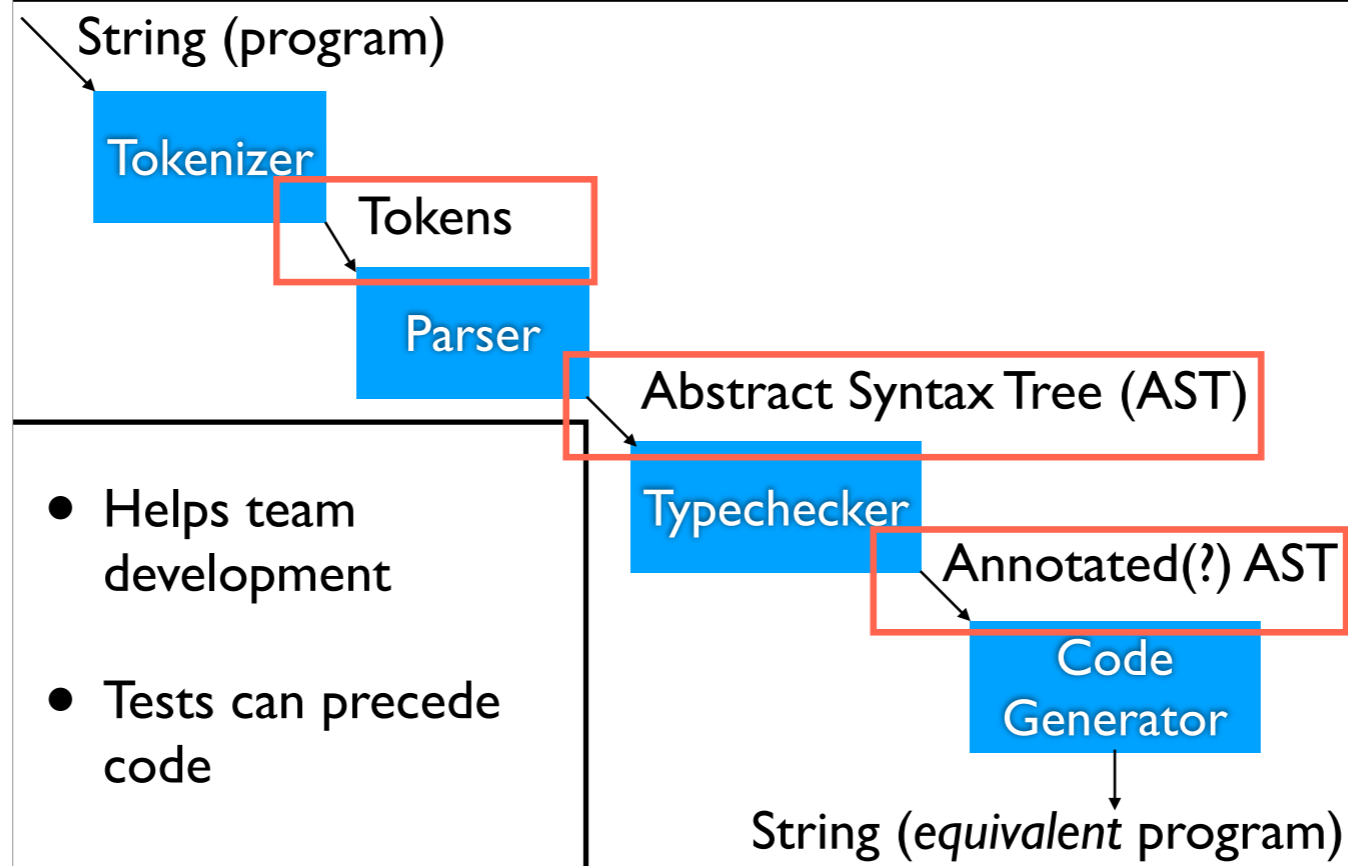 String (program)
Tokenizer
Tokens
Parser
Abstract Syntax Tree (AST)
Typechecker
Annotated(?) AST
Code
Generator
String (equivalent program)
• Helps team
development
• Tests can precede
code